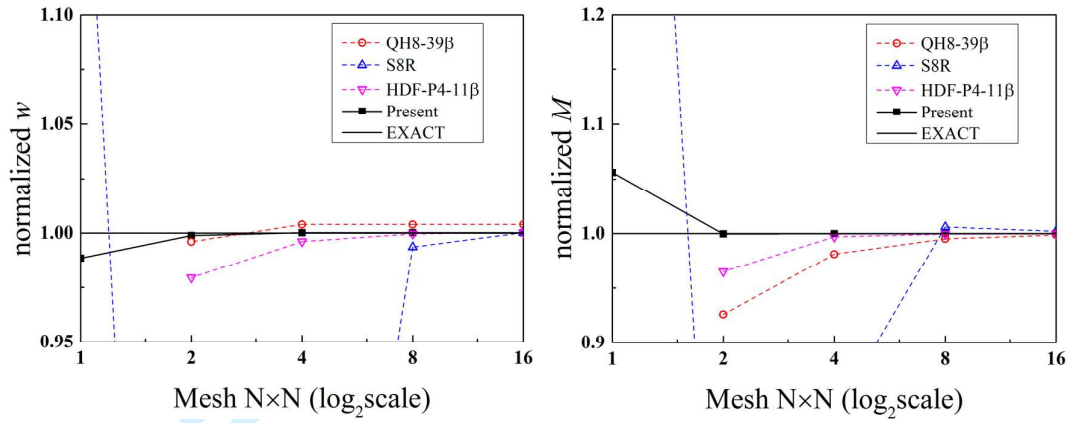 1.10
1.05
1.00
0.95
normalized w
1 2 4 8 16
Mesh N×N (log2scale)
QH8-39β
S8R
HDF-P4-11β
Present
EXACT
1.2
1.1
1.0
0.9
normalized M
1 2 4 8 16
Mesh N×N (log2scale)
QH8-39β
S8R
HDF-P4-11β
Present
EXACT